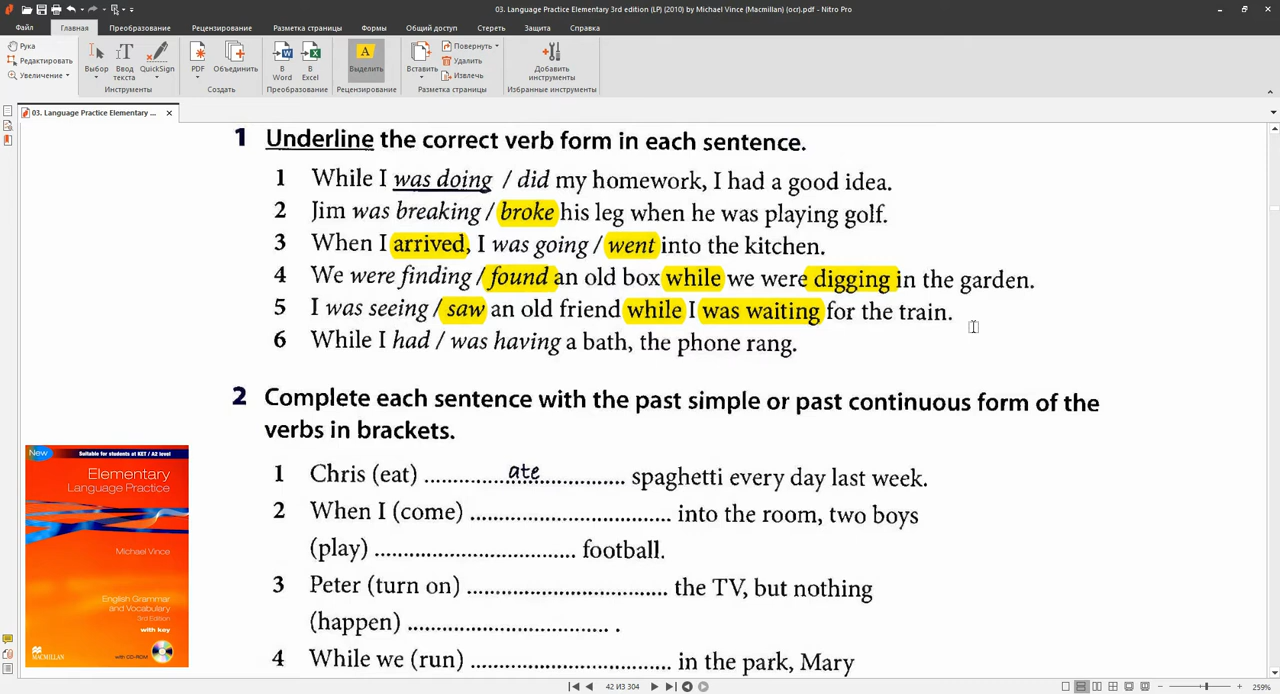 03. Language Practice Elementary 3rd edition (LP) (2010) by Michael Vince (Macmillan) (ocr).pdf - Nitro Pro
Файл Главная Преобразование Рецензирование Разметка страницы Формы Общий доступ Стереть Защита Справка
Рука
Редактировать
Увеличение
Выбор
Ввод текста
QuickSign
Инструменты
PDF
Объединить
Создать
В Word
В Excel
Преобразование
Выделить
Рецензирование
Вставить
Повернуть
Удалить
Извлечь
Разметка страницы
Добавить инструменты
Избранные инструменты
03. Language Practice Elementary ...
1 Underline the correct verb form in each sentence.
1 While I was doing / did my homework, I had a good idea.
2 Jim was breaking / broke his leg when he was playing golf.
3 When I arrived, I was going / went into the kitchen.
4 We were finding / found an old box while we were digging in the garden.
5 I was seeing / saw an old friend while I was waiting for the train.
6 While I had / was having a bath, the phone rang.
2 Complete each sentence with the past simple or past continuous form of the
verbs in brackets.
1 Chris (eat) ............ate............ spaghetti every day last week.
2 When I (come) .................................... into the room, two boys
(play) .................................... football.
3 Peter (turn on) .................................... the TV, but nothing
(happen) .................................... .
4 While we (run) .................................... in the park, Mary
New
Suitable for students at KET / A2 level
Elementary
Language Practice
Michael Vince
English Grammar
and Vocabulary
3rd Edition
with key
MACMILLAN
with CD-ROM
42 ИЗ 304
259%